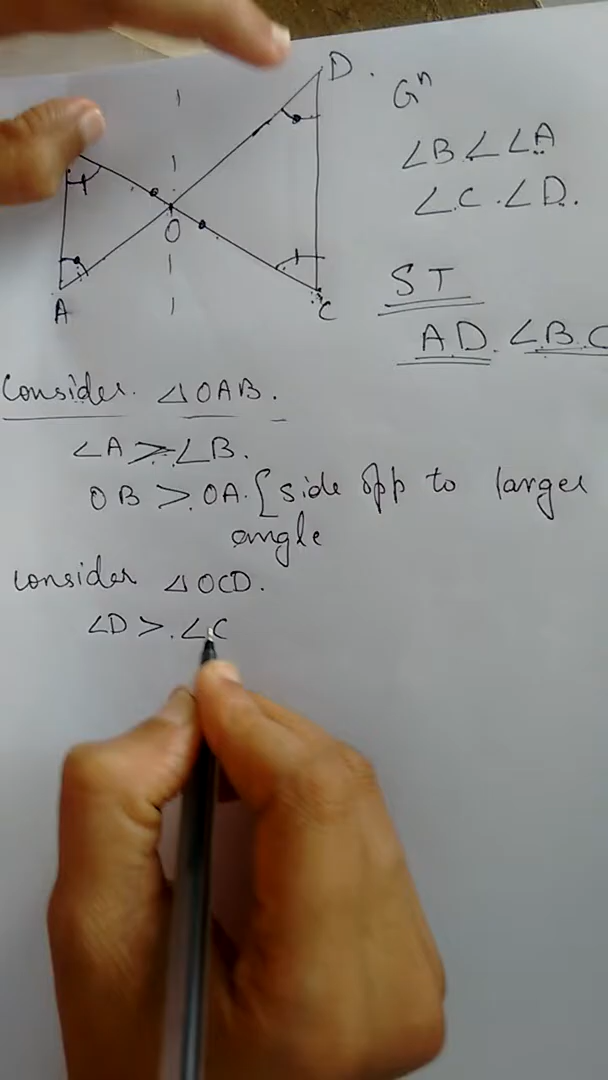 D.
O
A
C
Gⁿ
∠B < ∠A
∠C . ∠D.
ST
AD. < B.C
Consider. △OAB.
∠A > ∠B.
OB > OA. { side opp to larger
angle
Consider △OCD.
∠D > . ∠C